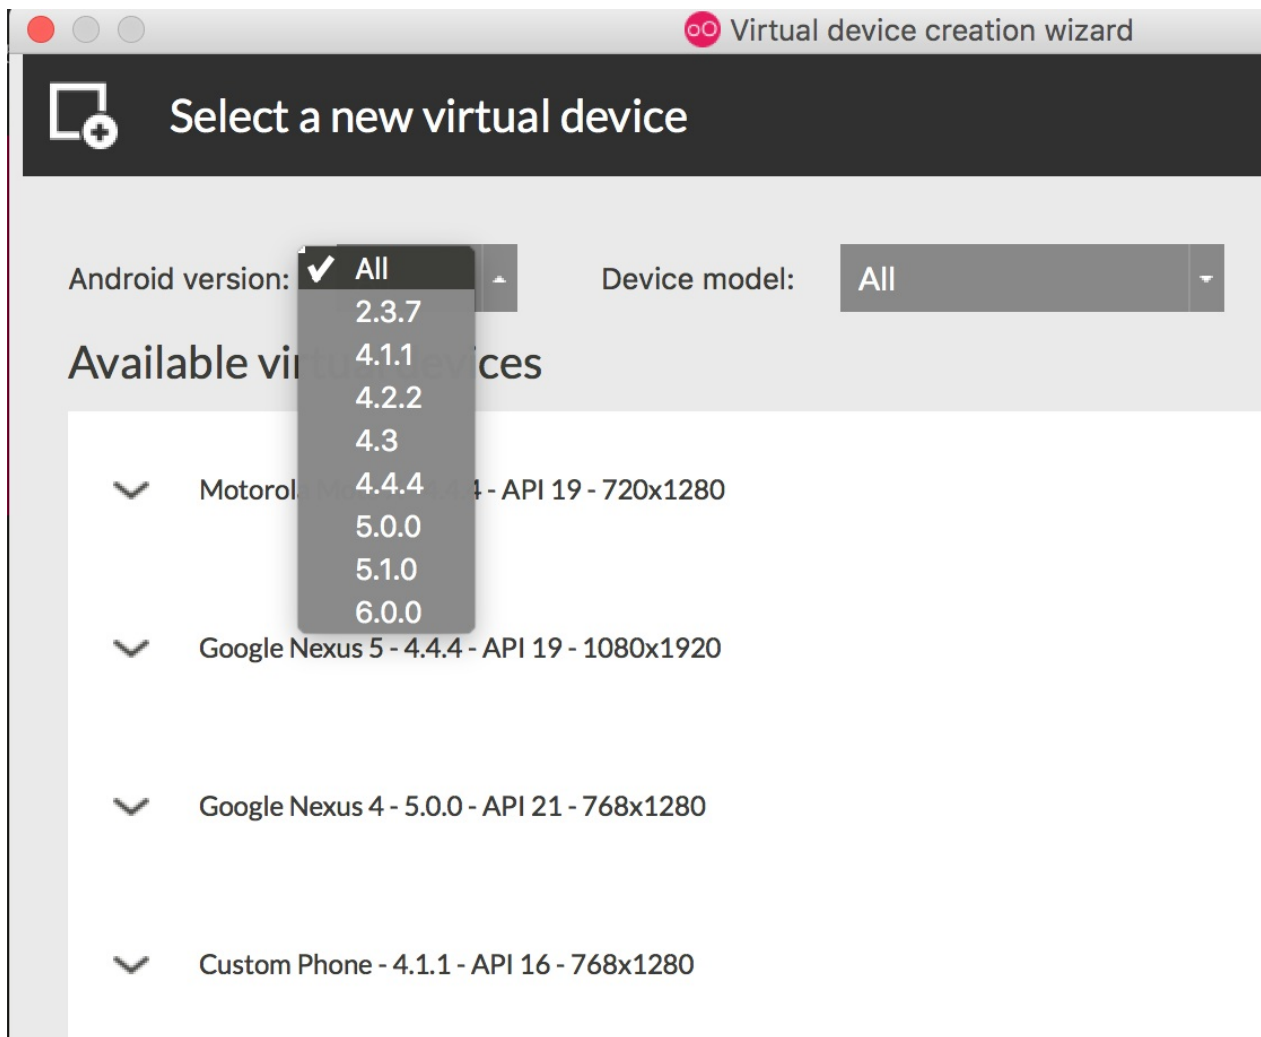 Virtual device creation wizard
Select a new virtual device
Android version: All
Device model: All
2.3.7
Available vir ices
4.1.1
4.2.2
4.3
4.4.4
5.0.0
5.1.0
6.0.0
- API 19 - 720x1280
Google Nexus 5 - 4.4.4 - API 19 - 1080x1920
Google Nexus 4 - 5.0.0 - API 21 - 768x1280
Custom Phone - 4.1.1 - API 16 - 768x1280